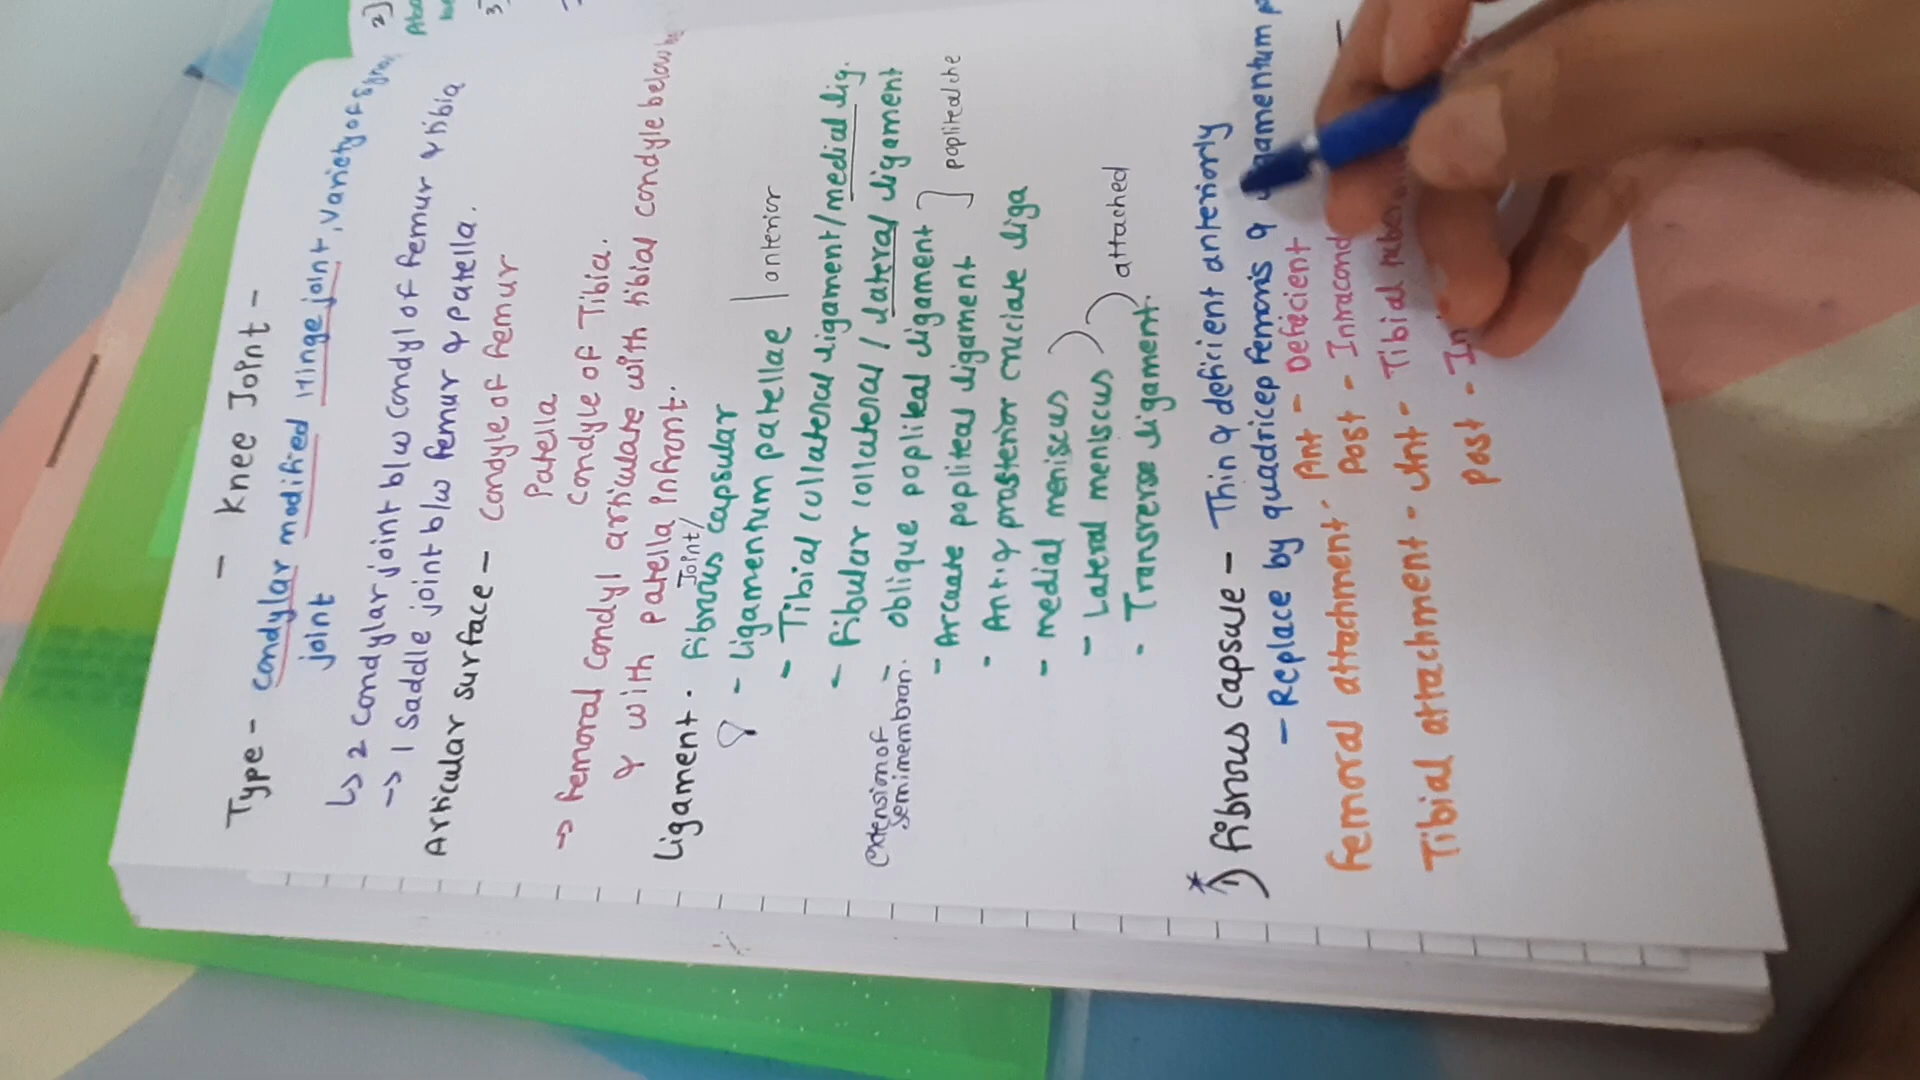 - Knee Joint -
Type - condylar modified Hinge joint, Variety of
joint
↳ 2 condylar joint b/w condyl of femur & tibia
→ 1 Saddle joint b/w femur & patella.
Articular surface - condyle of femur
Patella
Condyle of Tibia.
→ femoral condyl articulate with tibial condyle below
& with patella infront.
Ligament. • Fibrous capsular
Joint/
- Ligamentum patellae | anterior
- Tibial collateral ligament/medial lig.
- Fibular collateral / lateral ligament
extension of semimembran. - oblique popliteal ligament
- Arcuate popliteal ligament ] popliteal
- Ant & prosterior cruciate liga
- medial meniscus
- Lateral meniscus ) attached
- Transverse ligament.
* 1) fibrous capsule - Thin & deficient anteriorly
- Replace by quadricep femoris &
femoral attachment - Ant - Deficient
Post -
Tibial attachment - Ant - Tibial
post -
2]
3]